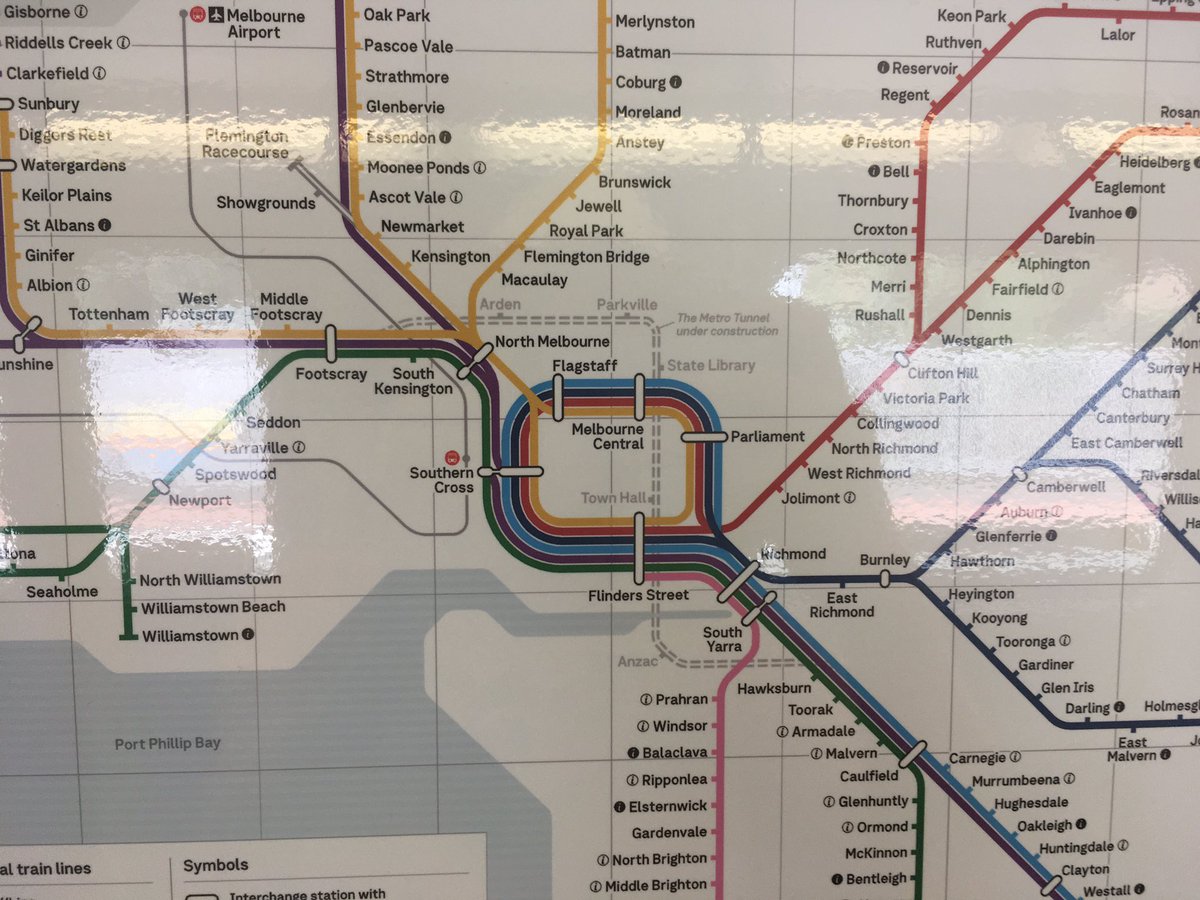 Gisborne
Riddells Creek
Clarkefield
Sunbury
Diggers Rest
Watergardens
Keilor Plains
St Albans
Ginifer
Albion
Tottenham
West
Footscray
Middle
Footscray
Melbourne
Airport
Flemington
Racecourse
Showgrounds
Oak Park
Pascoe Vale
Strathmore
Glenbervie
Essendon
Moonee Ponds
Ascot Vale
Newmarket
Kensington
Merlynston
Batman
Coburg
Moreland
Anstey
Brunswick
Jewell
Royal Park
Flemington Bridge
Macaulay
Arden
Parkville
The Metro Tunnel
under construction
State Library
Town Hall
Anzac
Keon Park
Ruthven
Reservoir
Regent
Preston
Bell
Thornbury
Croxton
Northcote
Merri
Rushall
Lalor
Heidelberg
Eaglemont
Ivanhoe
Darebin
Alphington
Fairfield
Dennis
Westgarth
Clifton Hill
Victoria Park
Collingwood
North Richmond
West Richmond
Jolimont
unshine
Footscray
South
Kensington
North Melbourne
Flagstaff
Melbourne
Central
Parliament
Southern
Cross
Flinders Street
Seddon
Yarraville
Spotswood
Newport
Seaholme
North Williamstown
Williamstown Beach
Williamstown
Surrey H
Chatham
Canterbury
East Camberwell
Camberwell
Riversda
Willis
Auburn
Glenferrie
Hawthorn
Richmond
Burnley
East
Richmond
Heyington
Kooyong
Tooronga
Gardiner
Glen Iris
Darling
East
Malvern
Holmesg
South
Yarra
Prahran
Windsor
Balaclava
Ripponlea
Elsternwick
Gardenvale
North Brighton
Middle Brighton
Hawksburn
Toorak
Armadale
Malvern
Caulfield
Glenhuntly
Ormond
McKinnon
Bentleigh
Carnegie
Murrumbeena
Hughesdale
Oakleigh
Huntingdale
Clayton
Westall
Port Phillip Bay
al train lines
Symbols
Interchange station with